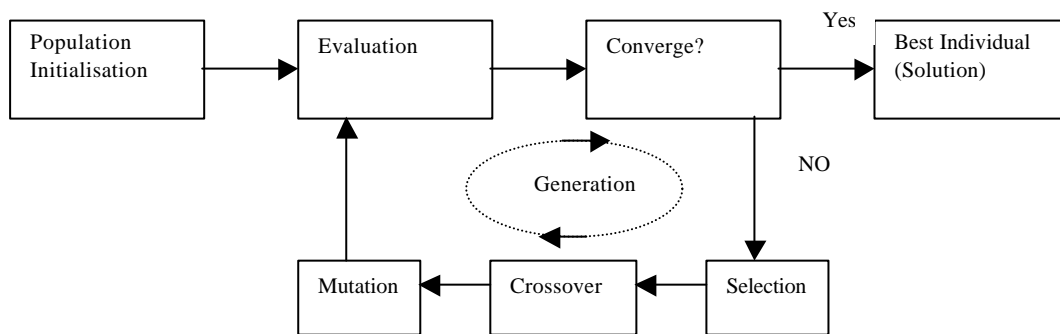 Population
Initialisation
Evaluation
Converge?
Yes
Best Individual
(Solution)
NO
Generation
Mutation
Crossover
Selection